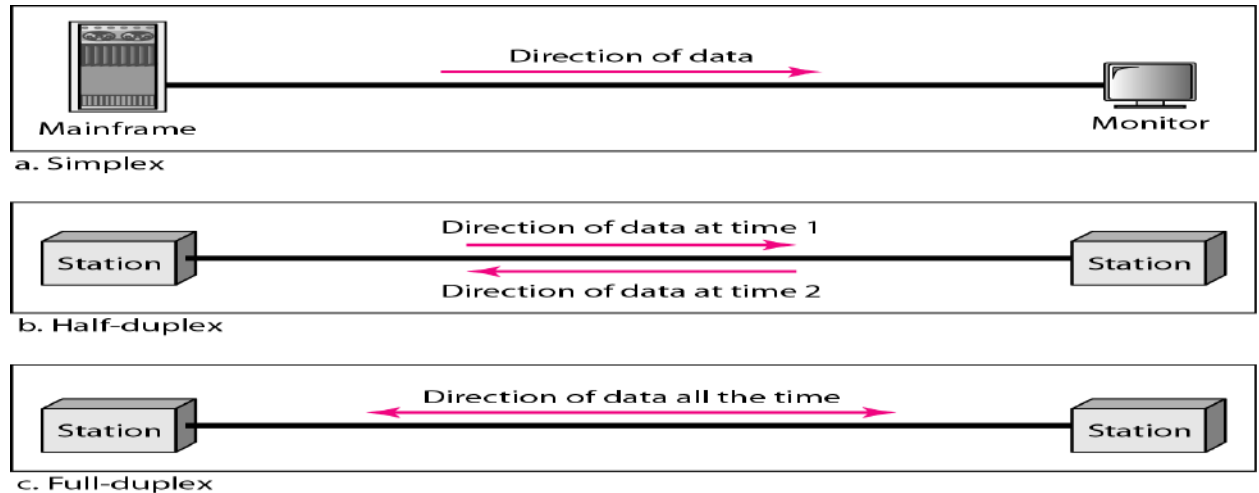 Direction of data
Mainframe
Monitor
a. Simplex
Direction of data at time 1
Station
Station
Direction of data at time 2
b. Half-duplex
Direction of data all the time
Station
Station
c. Full-duplex